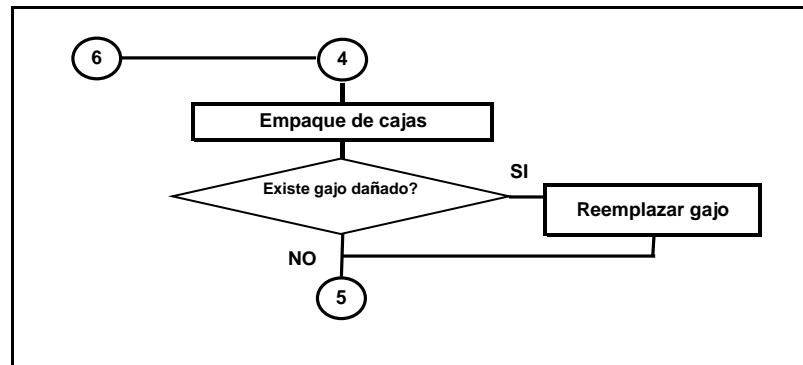 6
4
Empaque de cajas
Existe gajo dañado?
SI
Reemplazar gajo
NO
5